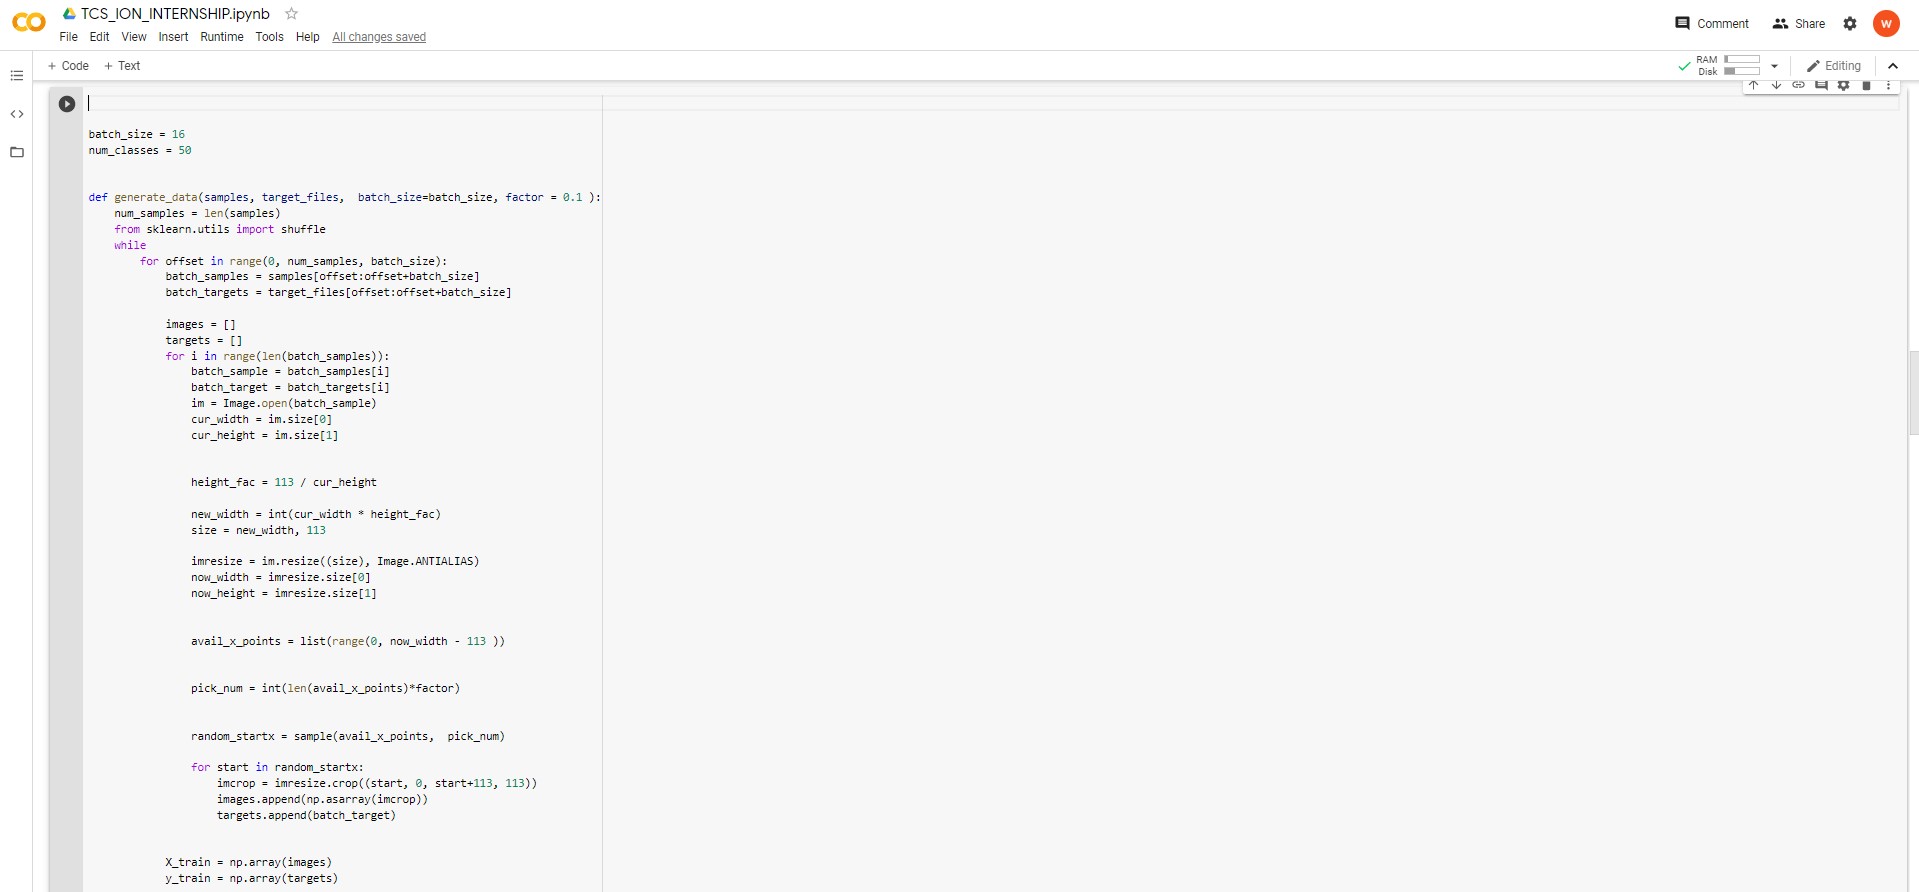 TCS_ION_INTERNSHIP.ipynb
File Edit View Insert Runtime Tools Help All changes saved
Comment Share W
+ Code + Text
RAM
Disk
Editing
batch_size = 16
num_classes = 50
def generate_data(samples, target_files,  batch_size=batch_size, factor = 0.1 ):
    num_samples = len(samples)
    from sklearn.utils import shuffle
    while
        for offset in range(0, num_samples, batch_size):
            batch_samples = samples[offset:offset+batch_size]
            batch_targets = target_files[offset:offset+batch_size]
            images = []
            targets = []
            for i in range(len(batch_samples)):
                batch_sample = batch_samples[i]
                batch_target = batch_targets[i]
                im = Image.open(batch_sample)
                cur_width = im.size[0]
                cur_height = im.size[1]
                height_fac = 113 / cur_height
                new_width = int(cur_width * height_fac)
                size = new_width, 113
                imresize = im.resize((size), Image.ANTIALIAS)
                now_width = imresize.size[0]
                now_height = imresize.size[1]
                avail_x_points = list(range(0, now_width - 113 ))
                pick_num = int(len(avail_x_points)*factor)
                random_startx = sample(avail_x_points,  pick_num)
                for start in random_startx:
                    imcrop = imresize.crop((start, 0, start+113, 113))
                    images.append(np.asarray(imcrop))
                    targets.append(batch_target)
            X_train = np.array(images)
            y_train = np.array(targets)